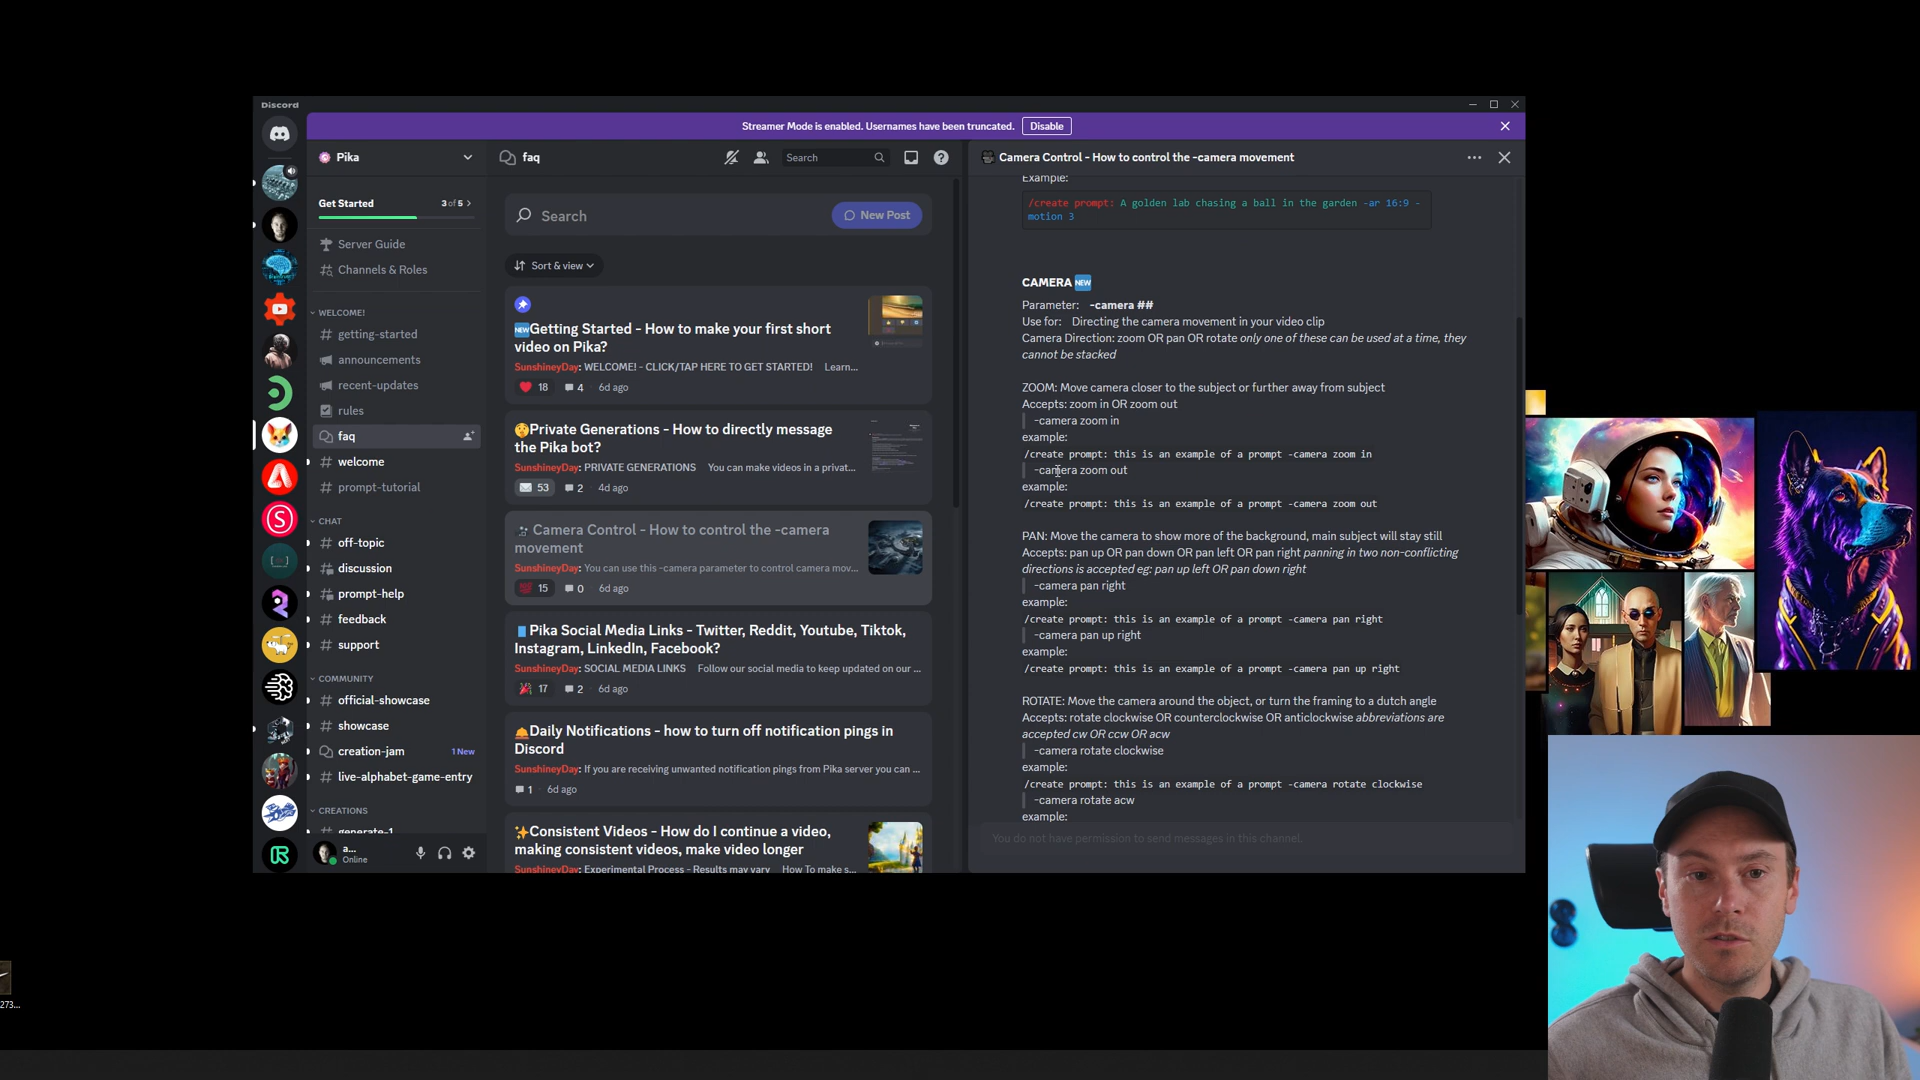 Discord
Streamer Mode is enabled. Usernames have been truncated. Disable
Pika
Get Started 3 of 5
Server Guide
Channels & Roles
WELCOME!
getting-started
announcements
recent-updates
rules
faq
welcome
prompt-tutorial
CHAT
off-topic
discussion
prompt-help
feedback
support
COMMUNITY
official-showcase
showcase
creation-jam 1 New
live-alphabet-game-entry
CREATIONS
generate-1
a...
Online
faq
Search
Search
New Post
Sort & view
NEW Getting Started - How to make your first short
video on Pika?
SunshineyDay: WELCOME! - CLICK/TAP HERE TO GET STARTED! Learn...
18 4 6d ago
Private Generations - How to directly message
the Pika bot?
SunshineyDay: PRIVATE GENERATIONS You can make videos in a privat...
53 2 4d ago
Camera Control - How to control the -camera
movement
SunshineyDay: You can use this -camera parameter to control camera mov...
15 0 6d ago
Pika Social Media Links - Twitter, Reddit, Youtube, Tiktok,
Instagram, LinkedIn, Facebook?
SunshineyDay: SOCIAL MEDIA LINKS Follow our social media to keep updated on our ...
17 2 6d ago
Daily Notifications - how to turn off notification pings in
Discord
SunshineyDay: If you are receiving unwanted notification pings from Pika server you can ...
1 6d ago
Consistent Videos - How do I continue a video,
making consistent videos, make video longer
SunshineyDay: Experimental Process - Results may vary How To make s...
Camera Control - How to control the -camera movement
Example:
/create prompt: A golden lab chasing a ball in the garden -ar 16:9 -
motion 3
CAMERA NEW
Parameter: -camera ##
Use for: Directing the camera movement in your video clip
Camera Direction: zoom OR pan OR rotate only one of these can be used at a time, they
cannot be stacked
ZOOM: Move camera closer to the subject or further away from subject
Accepts: zoom in OR zoom out
-camera zoom in
example:
/create prompt: this is an example of a prompt -camera zoom in
-camera zoom out
example:
/create prompt: this is an example of a prompt -camera zoom out
PAN: Move the camera to show more of the background, main subject will stay still
Accepts: pan up OR pan down OR pan left OR pan right panning in two non-conflicting
directions is accepted eg: pan up left OR pan down right
-camera pan right
example:
/create prompt: this is an example of a prompt -camera pan right
-camera pan up right
example:
/create prompt: this is an example of a prompt -camera pan up right
ROTATE: Move the camera around the object, or turn the framing to a dutch angle
Accepts: rotate clockwise OR counterclockwise OR anticlockwise abbreviations are
accepted cw OR ccw OR acw
-camera rotate clockwise
example:
/create prompt: this is an example of a prompt -camera rotate clockwise
-camera rotate acw
example:
You do not have permission to send messages in this channel.
273...